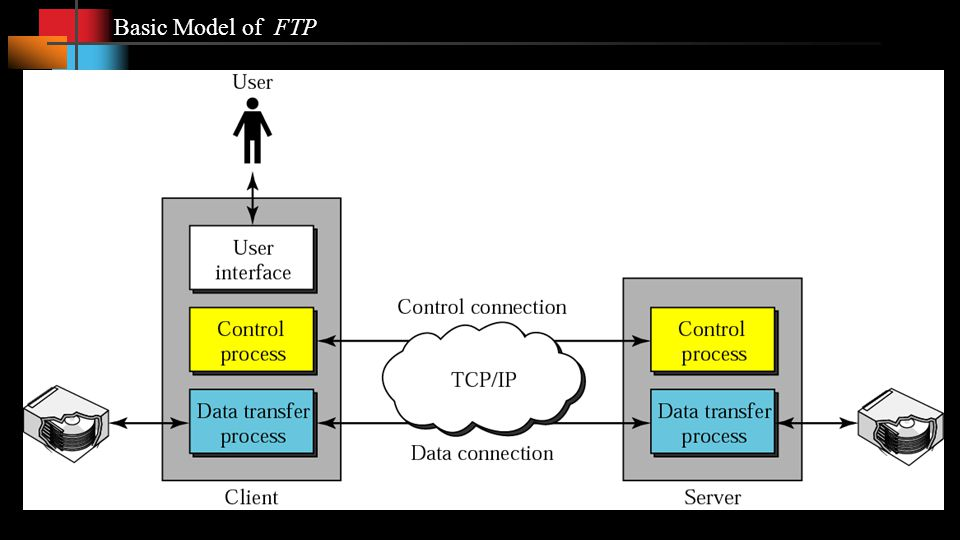 Basic Model of FTP
User
User
interface
Control connection
Control
process
Control
process
TCP/IP
Data transfer
process
Data transfer
process
Data connection
Client
Server